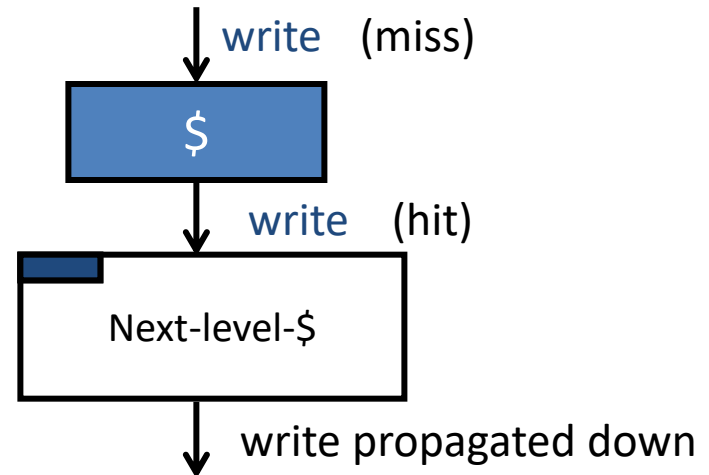 write (miss)
$
write (hit)
Next-level-$
write propagated down